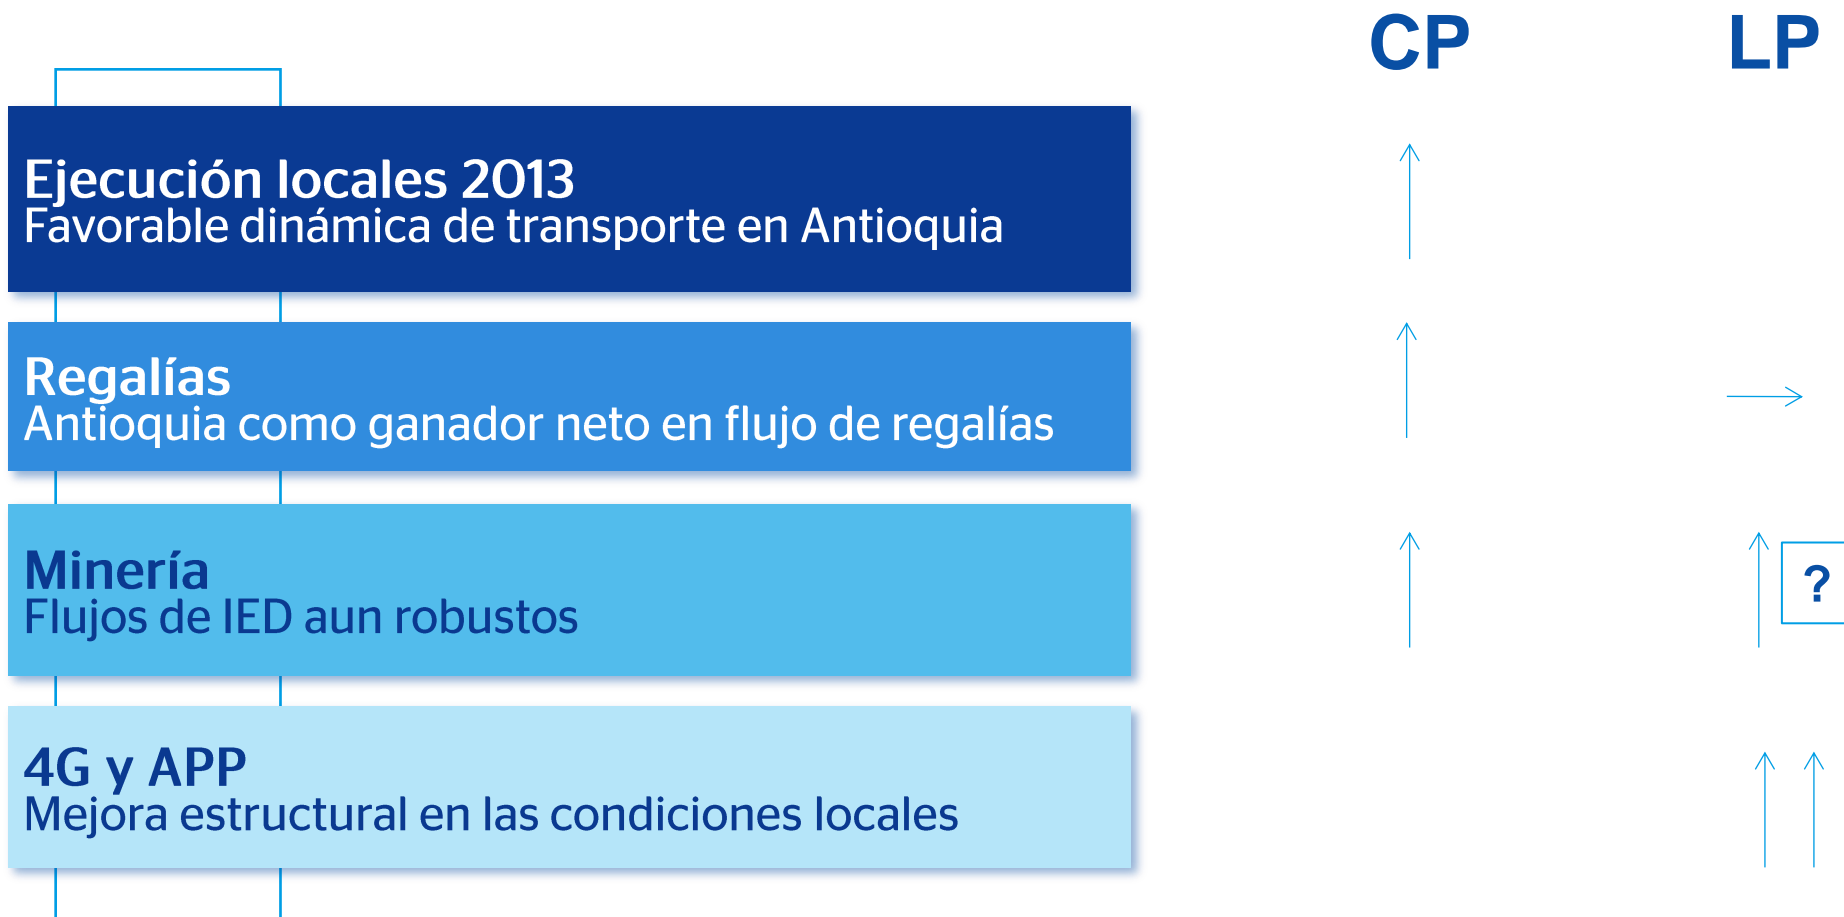 CP LP
Ejecución locales 2013
Favorable dinámica de transporte en Antioquia
Regalías
Antioquia como ganador neto en flujo de regalías
Minería
Flujos de IED aun robustos
?
4G y APP
Mejora estructural en las condiciones locales